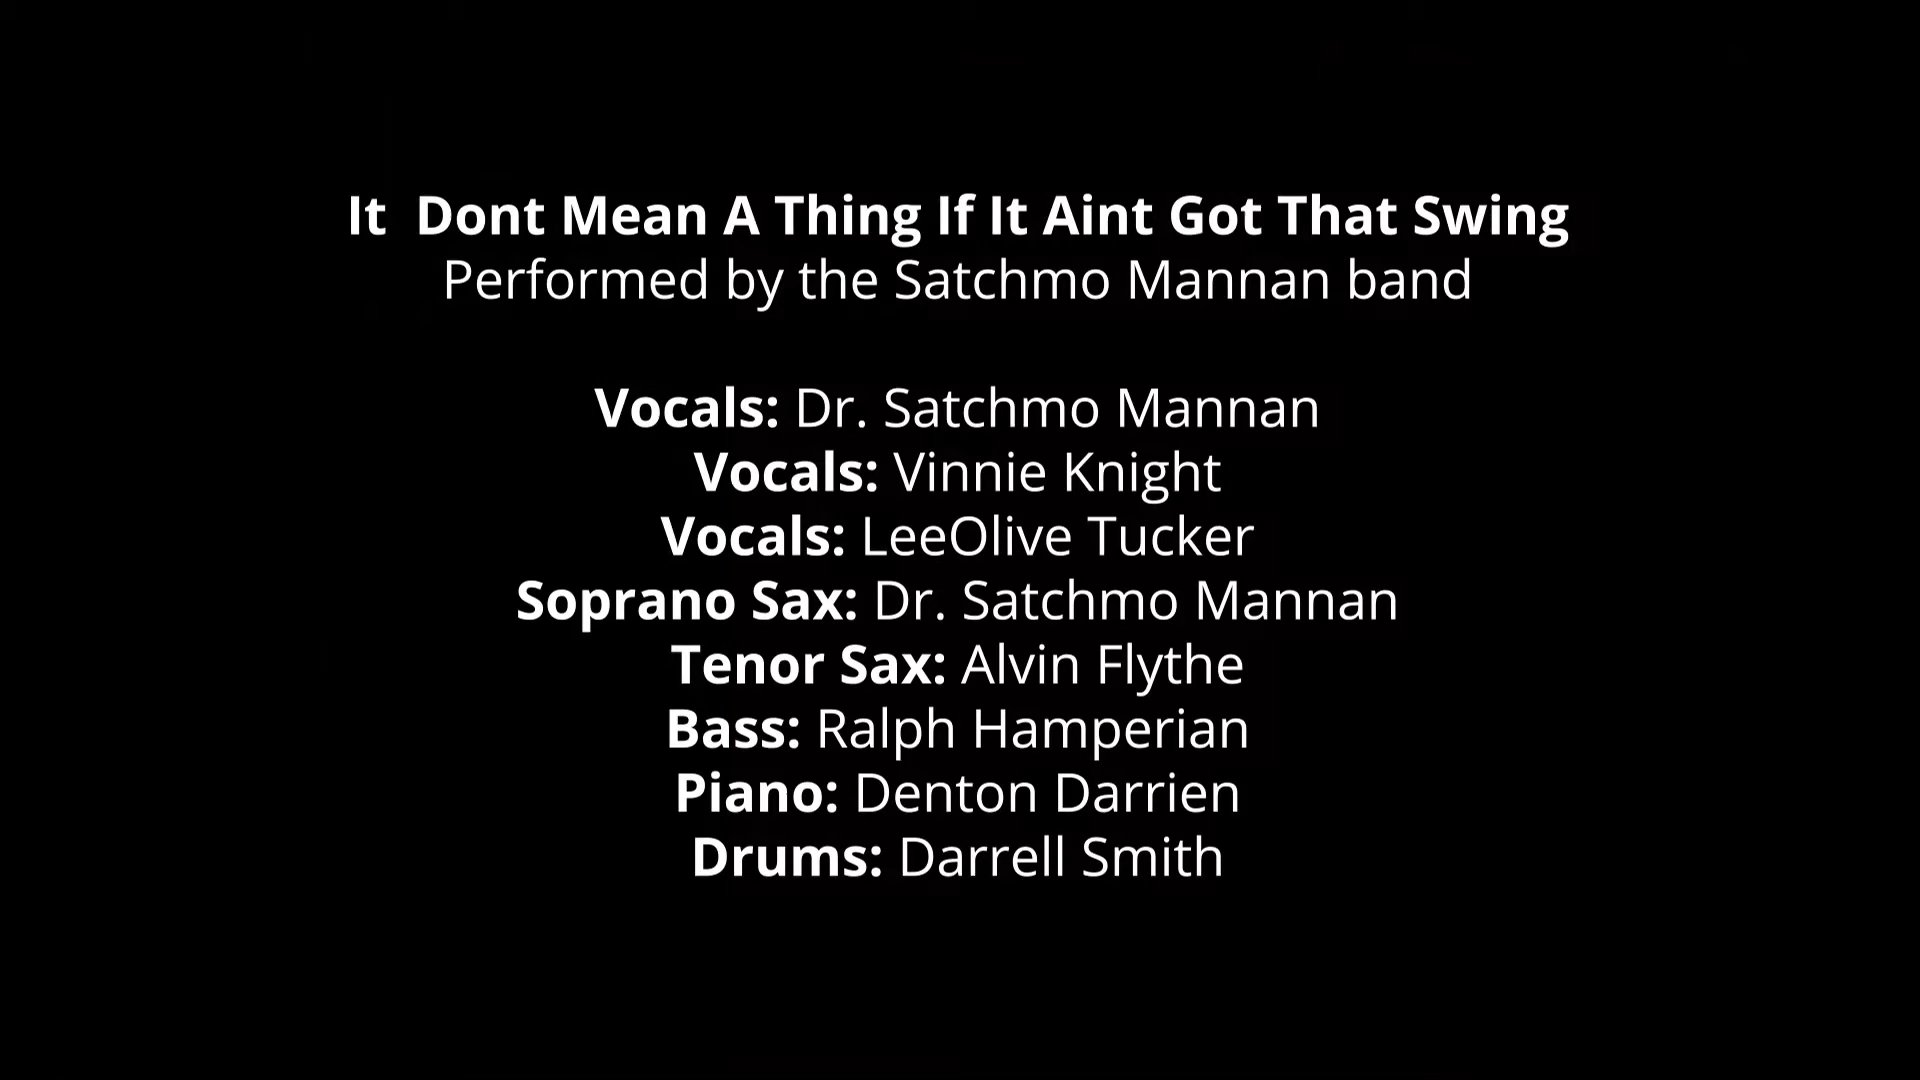 It  Dont Mean A Thing If It Aint Got That Swing
Performed by the Satchmo Mannan band
Vocals: Dr. Satchmo Mannan
Vocals: Vinnie Knight
Vocals: LeeOlive Tucker
Soprano Sax: Dr. Satchmo Mannan
Tenor Sax: Alvin Flythe
Bass: Ralph Hamperian
Piano: Denton Darrien
Drums: Darrell Smith